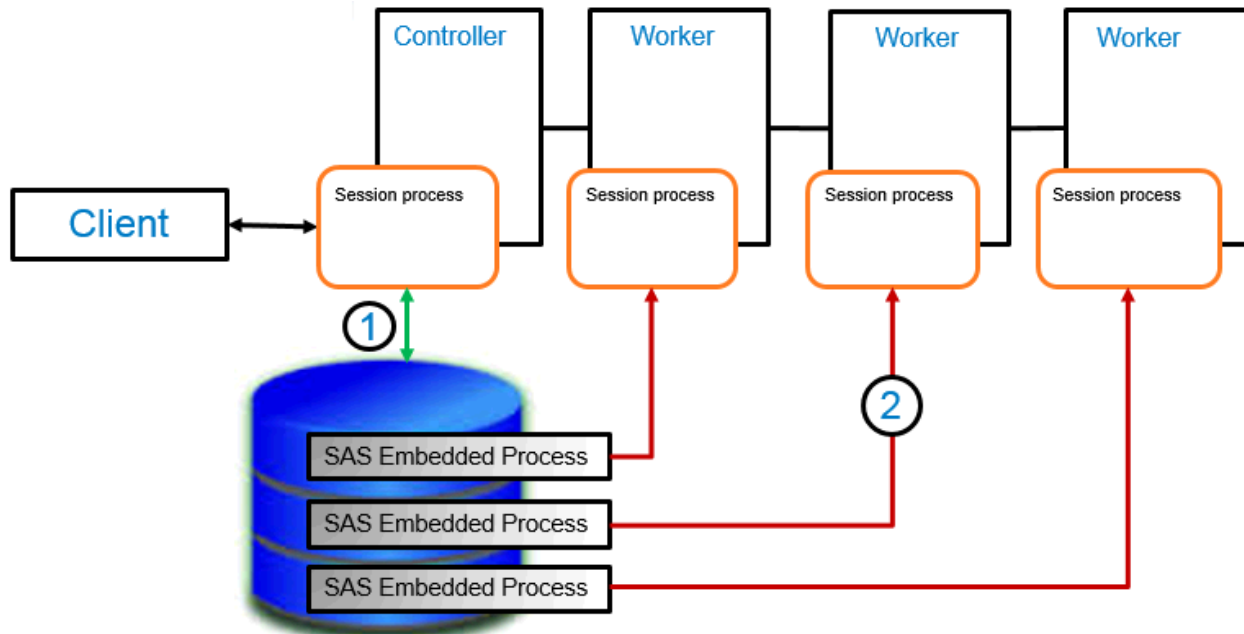 Controller
Worker
Worker
Worker
Session process
Session process
Session process
Session process
Client
1
2
SAS Embedded Process
SAS Embedded Process
SAS Embedded Process